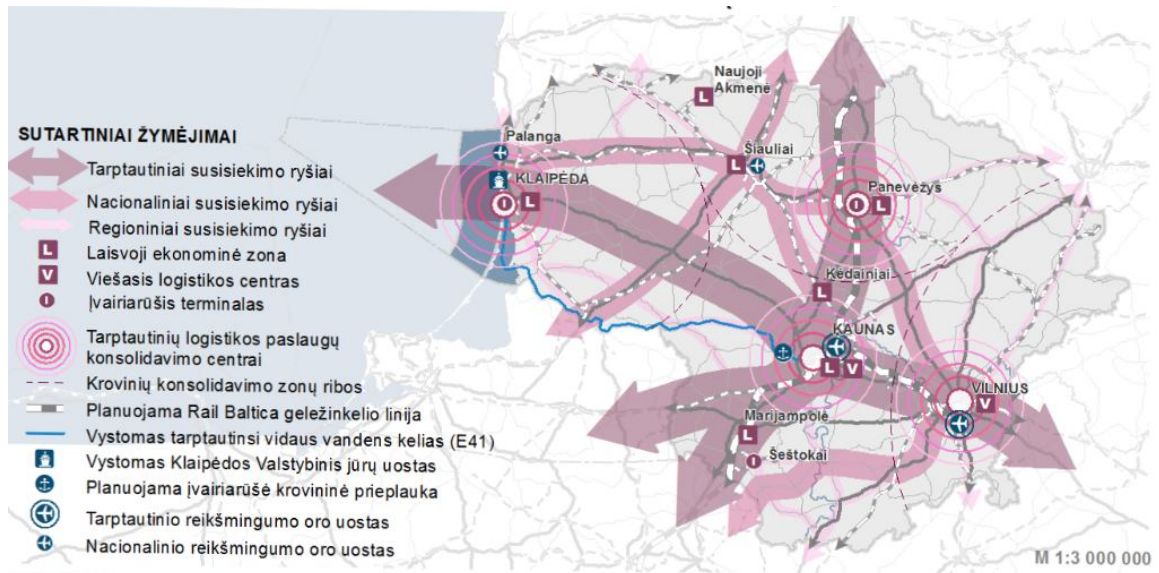 Naujoji
Akmenė
SUTARTINIAI ŽYMĖJIMAI
Palanga
Šiauliai
Tarptautiniai susisiekimo ryšiai
KLAIPĖDA
L
Panevėžys
Nacionaliniai susisiekimo ryšiai
Regioniniai susisiekimo ryšiai
L Laisvoji ekonominė zona
V Viešasis logistikos centras
Kėdainiai
Įvairiarūšis terminalas
KAUNAS
Tarptautinių logistikos paslaugų
konsolidavimo centrai
L V
VILNIUS
V
Krovinių konsolidavimo zonų ribos
Planuojama Rail Baltica geležinkelio linija
Marijampolė
L
Vystomas tarptautinsi vidaus vandens kelias (E41)
Šeštokai
Vystomas Klaipėdos Valstybinis jūrų uostas
Planuojama įvairiarūšė krovininė prieplauka
Tarptautinio reikšmingumo oro uostas
Nacionalinio reikšmingumo oro uostas
M 1:3 000 000